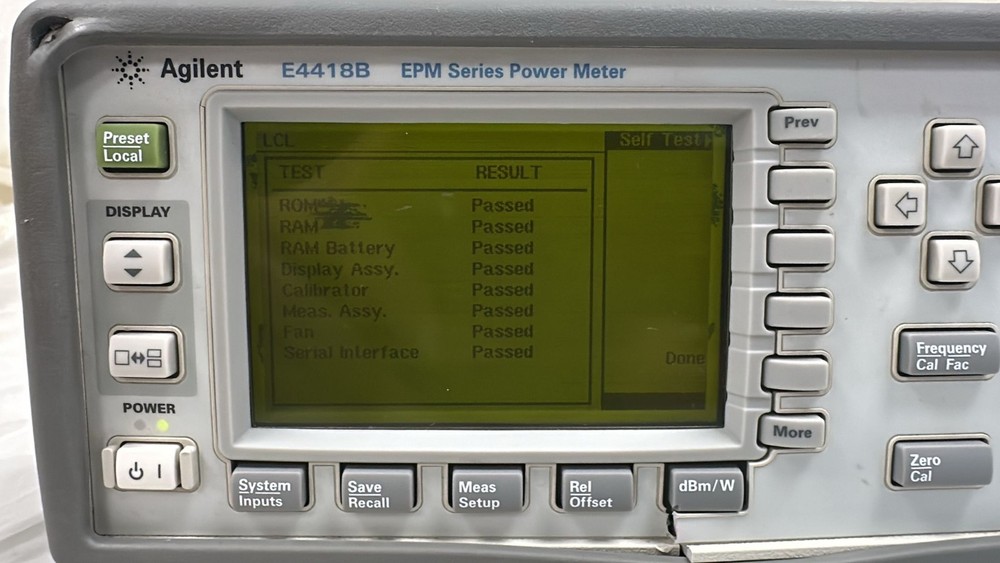 Agilent E4418B EPM Series Power Meter
Preset
Local
DISPLAY
POWER
LCL
Self Test
TEST RESULT
ROM Passed
RAM Passed
RAM Battery Passed
Display Assy. Passed
Calibrator Passed
Meas. Assy. Passed
Fan Passed
Serial Interface Passed
Done
Prev
More
Frequency
Cal Fac
Zero
Cal
System
Inputs
Save
Recall
Meas
Setup
Rel
Offset
dBm/W